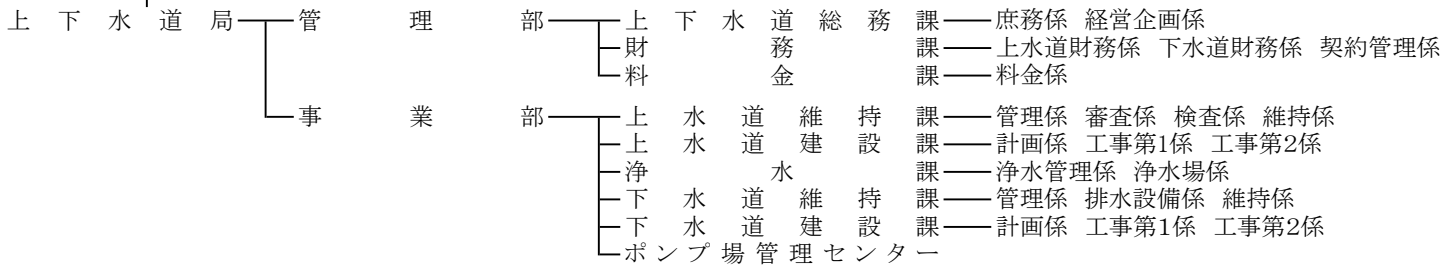 上下水道局 管理部 上下水道総務課 庶務係 経営企画係
財務課 上水道財務係 下水道財務係 契約管理係
料金課 料金係
事業部 上水道維持課 管理係 審査係 検査係 維持係
上水道建設課 計画係 工事第1係 工事第2係
浄水課 浄水管理係 浄水場係
下水道維持課 管理係 排水設備係 維持係
下水道建設課 計画係 工事第1係 工事第2係
ポンプ場管理センター